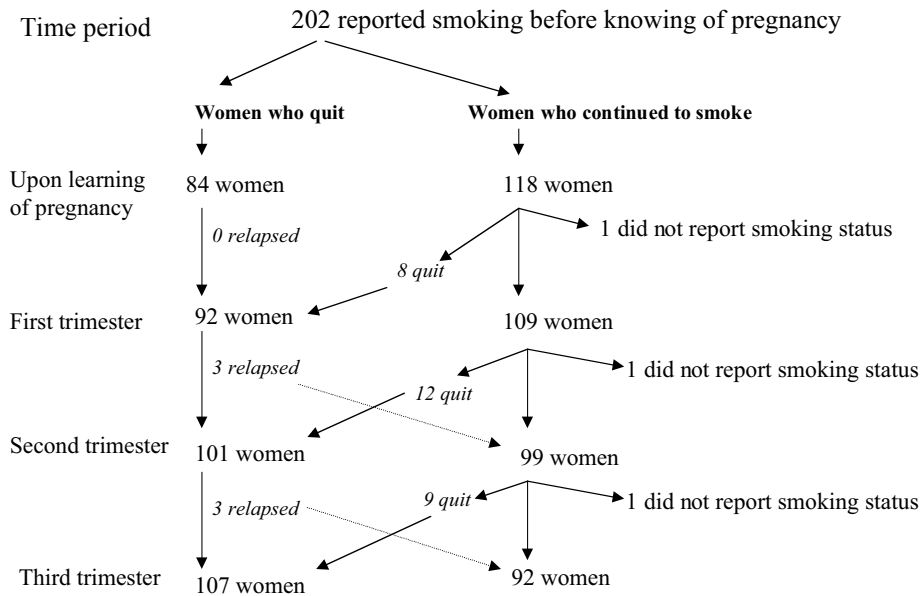 Time period
202 reported smoking before knowing of pregnancy
Women who quit
Women who continued to smoke
Upon learning
of pregnancy
84 women
118 women
0 relapsed
1 did not report smoking status
8 quit
First trimester
92 women
109 women
3 relapsed
1 did not report smoking status
12 quit
Second trimester
101 women
99 women
3 relapsed
9 quit
1 did not report smoking status
Third trimester
107 women
92 women